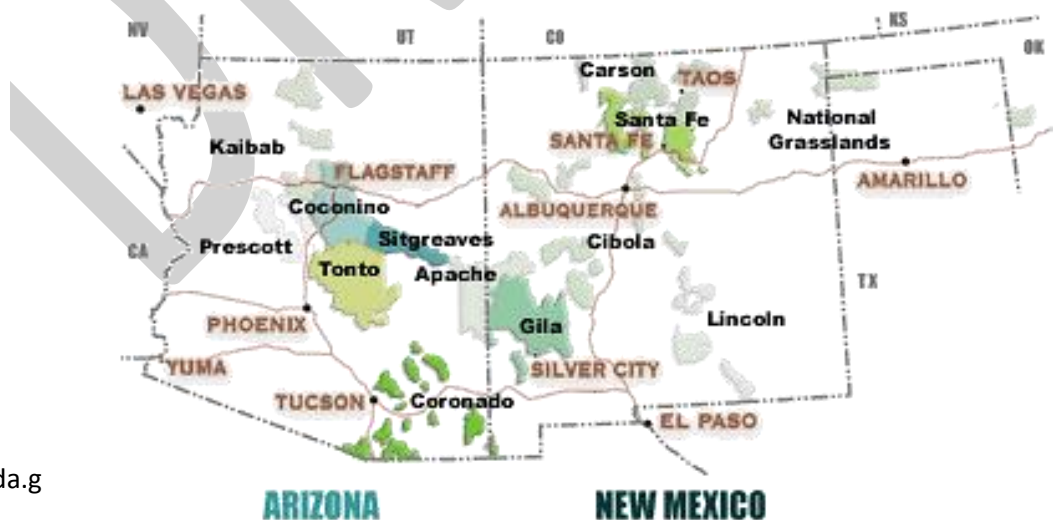 NV
UT
CO
KS
OK
Carson
TAOS
LAS VEGAS
Santa Fe
National
Grasslands
SANTA FE
Kaibab
FLAGSTAFF
AMARILLO
Coconino
ALBUQUERQUE
Prescott
Sitgreaves
Cibola
CA
Tonto
Apache
TX
PHOENIX
Gila
Lincoln
YUMA
SILVER CITY
TUCSON
Coronado
EL PASO
da.g
ARIZONA
NEW MEXICO